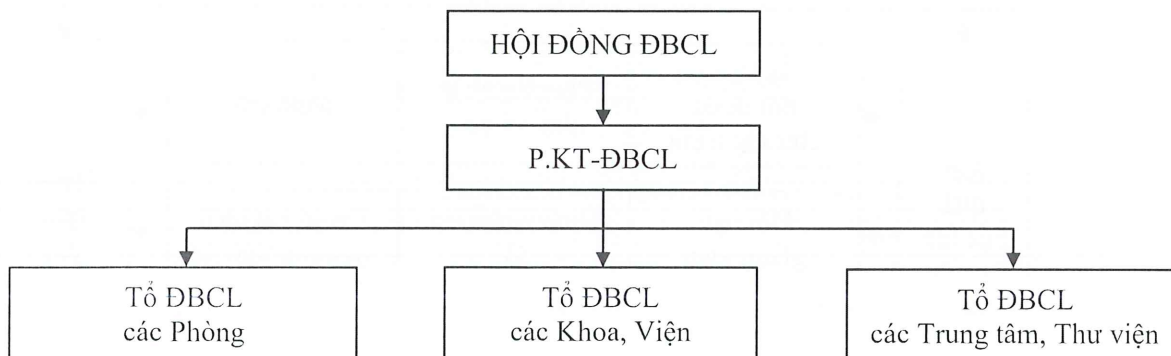 HỘI ĐỒNG ĐBCL
P.KT-ĐBCL
Tổ ĐBCL
các Phòng
Tổ ĐBCL
các Khoa, Viện
Tổ ĐBCL
các Trung tâm, Thư viện